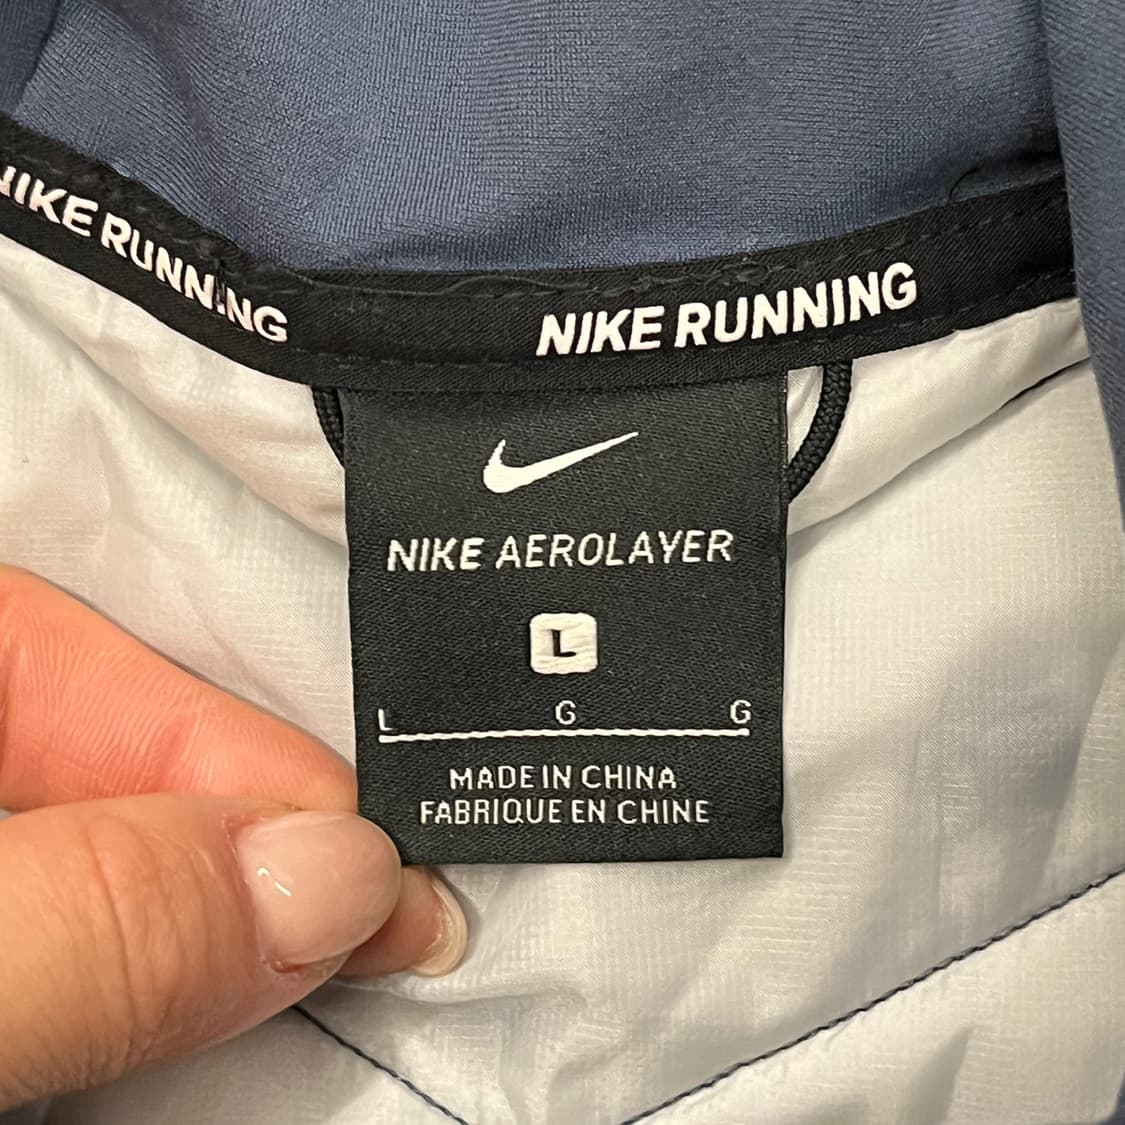 NIKE RUNNING
NIKE RUNNING
NIKE AEROLAYER
L
L G G
MADE IN CHINA
FABRIQUE EN CHINE